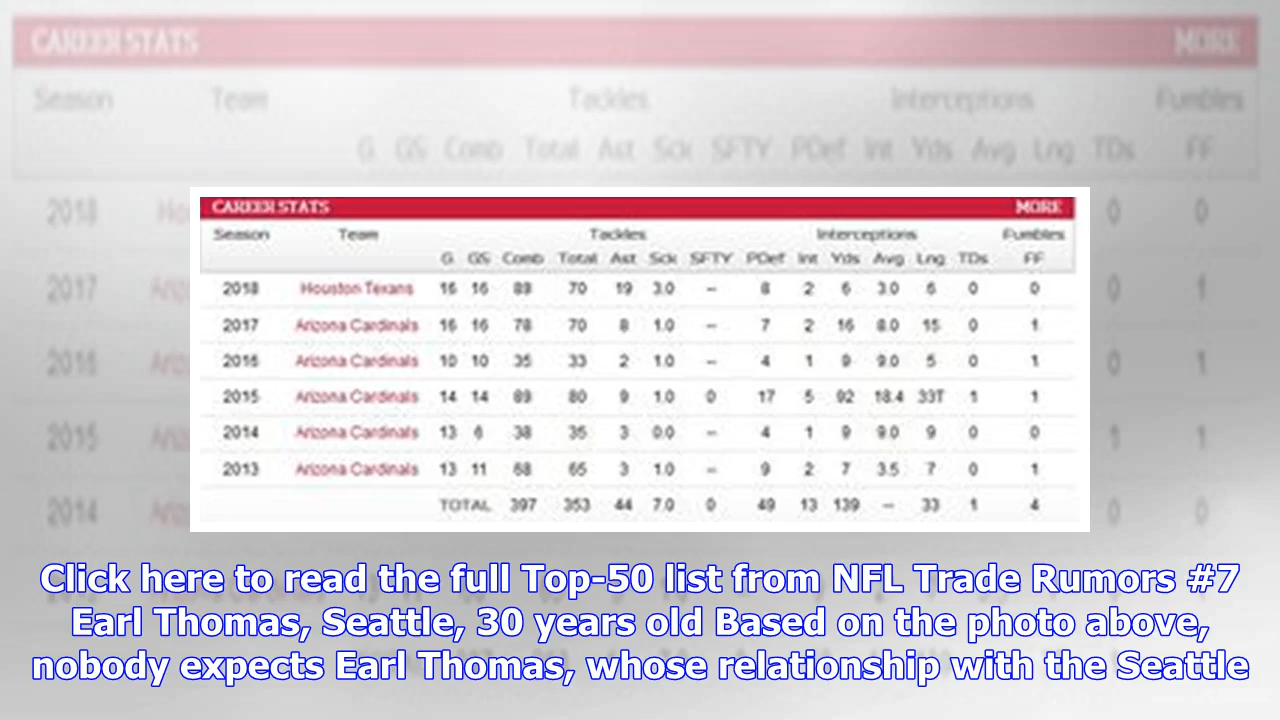 CAREER STATS MORE
Season Team Tackles Interceptions Fumbles
G GS Comb Total Ast Sck SFTY PDef Int Yds Avg Lng TDs FF
2018 Houston Texans 16 16 89 70 19 3.0 -- 8 2 6 3.0 6 0 0
2017 Arizona Cardinals 16 16 78 70 8 1.0 -- 7 2 16 8.0 15 0 1
2016 Arizona Cardinals 10 10 35 33 2 1.0 -- 4 1 9 9.0 5 0 1
2015 Arizona Cardinals 14 14 89 80 9 1.0 0 17 5 92 18.4 33T 1 1
2014 Arizona Cardinals 13 6 38 35 3 0.0 -- 4 1 9 9.0 9 0 0
2013 Arizona Cardinals 13 11 68 65 3 1.0 -- 9 2 7 3.5 7 0 1
TOTAL 397 353 44 7.0 0 49 13 139 -- 33 1 4
Click here to read the full Top-50 list from NFL Trade Rumors #7
Earl Thomas, Seattle, 30 years old Based on the photo above,
nobody expects Earl Thomas, whose relationship with the Seattle